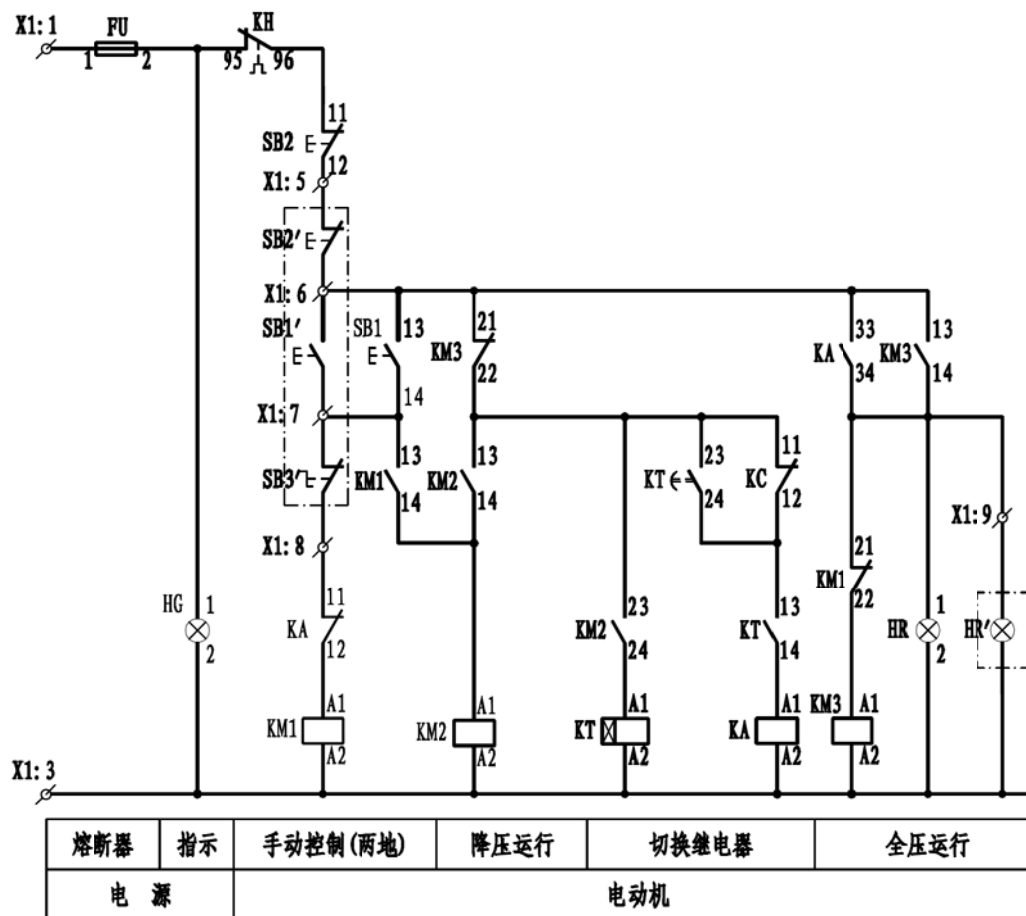 X1:1 FU KH
1 2 95 96
11
SB2
12
X1:5
SB2′
X1:6
SB1′ 13 SB1 21 KM3 33 KA 13 KM3
22 34 14
14
X1:7
SB3′ 13 KM1 13 KM2 23 KT 11 KC
14 14 24 12
X1:9
X1:8
21 KM1
22
HG 1 11 KA 23 KM2 13 KT HR 1 HR′
2 12 24 14 2
KM1 A1 KM2 A1 KT A1 KA A1 KM3 A1
A2 A2 A2 A2 A2
X1:3
熔断器 指示 手动控制(两地) 降压运行 切换继电器 全压运行
电 源 电动机